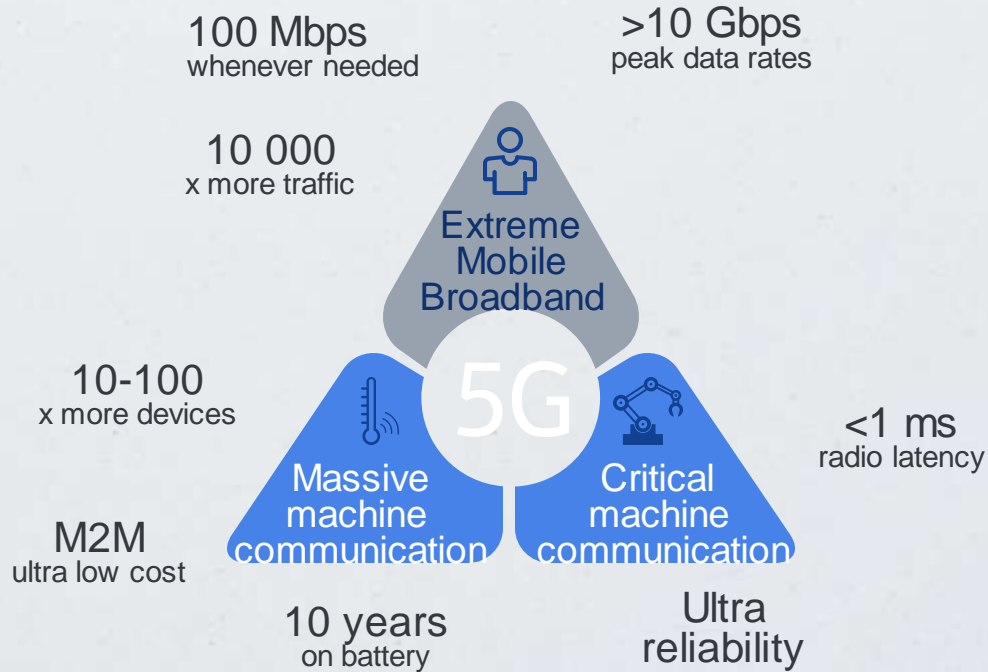 100 Mbps
whenever needed
>10 Gbps
peak data rates
10 000
x more traffic
Extreme
Mobile
Broadband
5G
10-100
x more devices
<1 ms
radio latency
Massive
machine
communication
Critical
machine
communication
M2M
ultra low cost
10 years
on battery
Ultra
reliability